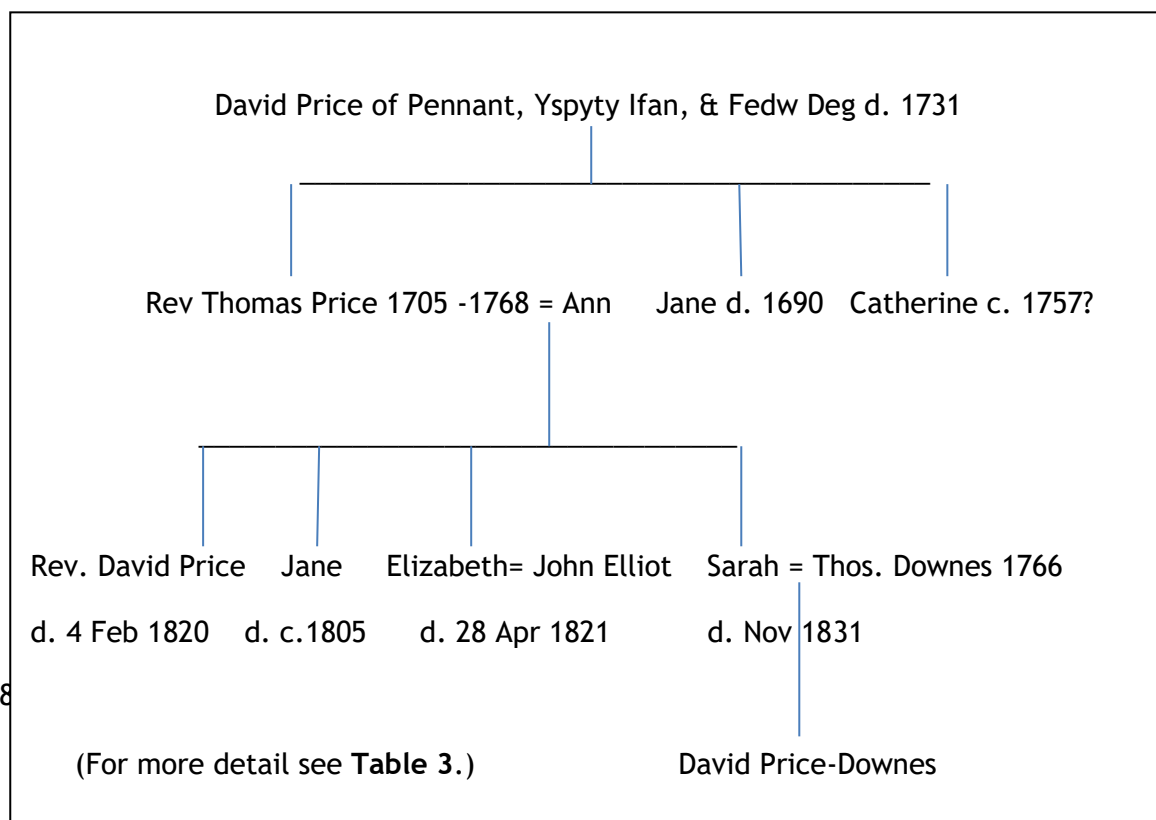 David Price of Pennant, Yspyty Ifan, & Fedw Deg d. 1731
Rev Thomas Price 1705 -1768 = Ann Jane d. 1690 Catherine c. 1757?
Rev. David Price Jane Elizabeth= John Elliot Sarah = Thos. Downes 1766
d. 4 Feb 1820 d. c.1805 d. 28 Apr 1821 d. Nov 1831
8
(For more detail see Table 3.) David Price-Downes